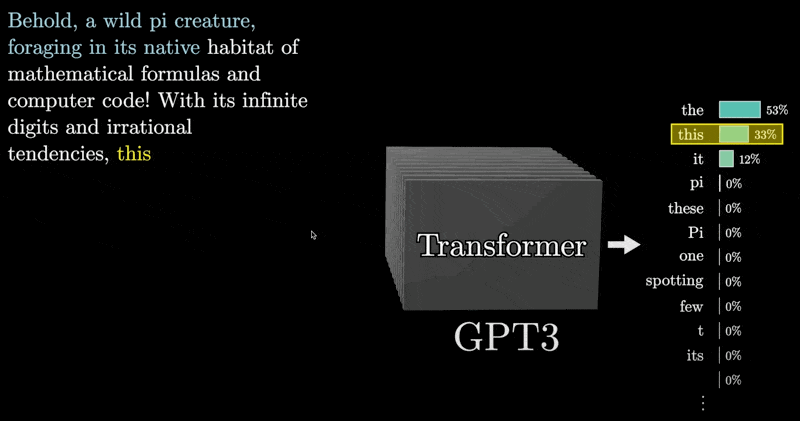 Behold, a wild pi creature,
foraging in its native habitat of
mathematical formulas and
computer code! With its infinite
digits and irrational
tendencies, this
Transformer
GPT3
the 53%
this 33%
it 12%
pi 0%
these 0%
Pi 0%
one 0%
spotting 0%
few 0%
t 0%
its 0%
0%
⋮